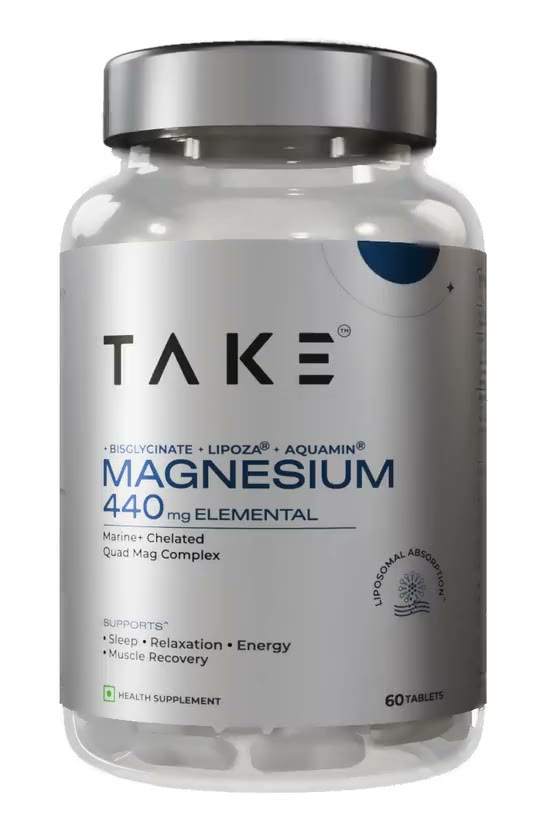 TAKE™
+ BISGLYCINATE + LIPOZA® + AQUAMIN®
MAGNESIUM
440 mg ELEMENTAL
Marine+ Chelated
Quad Mag Complex
LIPOSOMAL ABSORPTION
SUPPORTS^
• Sleep • Relaxation • Energy
• Muscle Recovery
HEALTH SUPPLEMENT
60 TABLETS